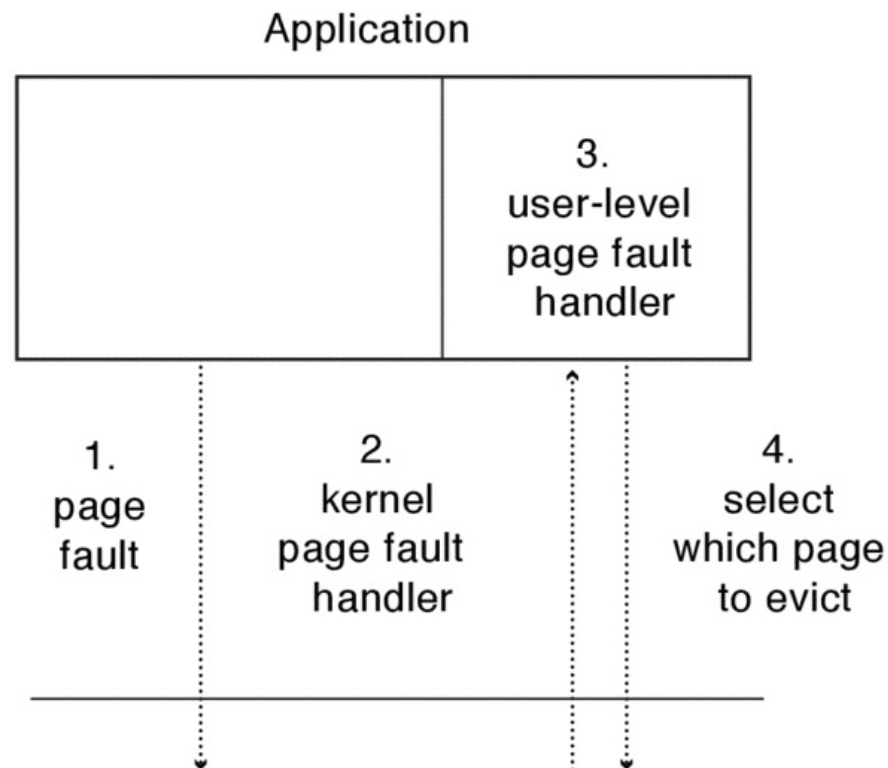 Application
3.
user-level
page fault
handler
1.
page
fault
2.
kernel
page fault
handler
4.
select
which page
to evict